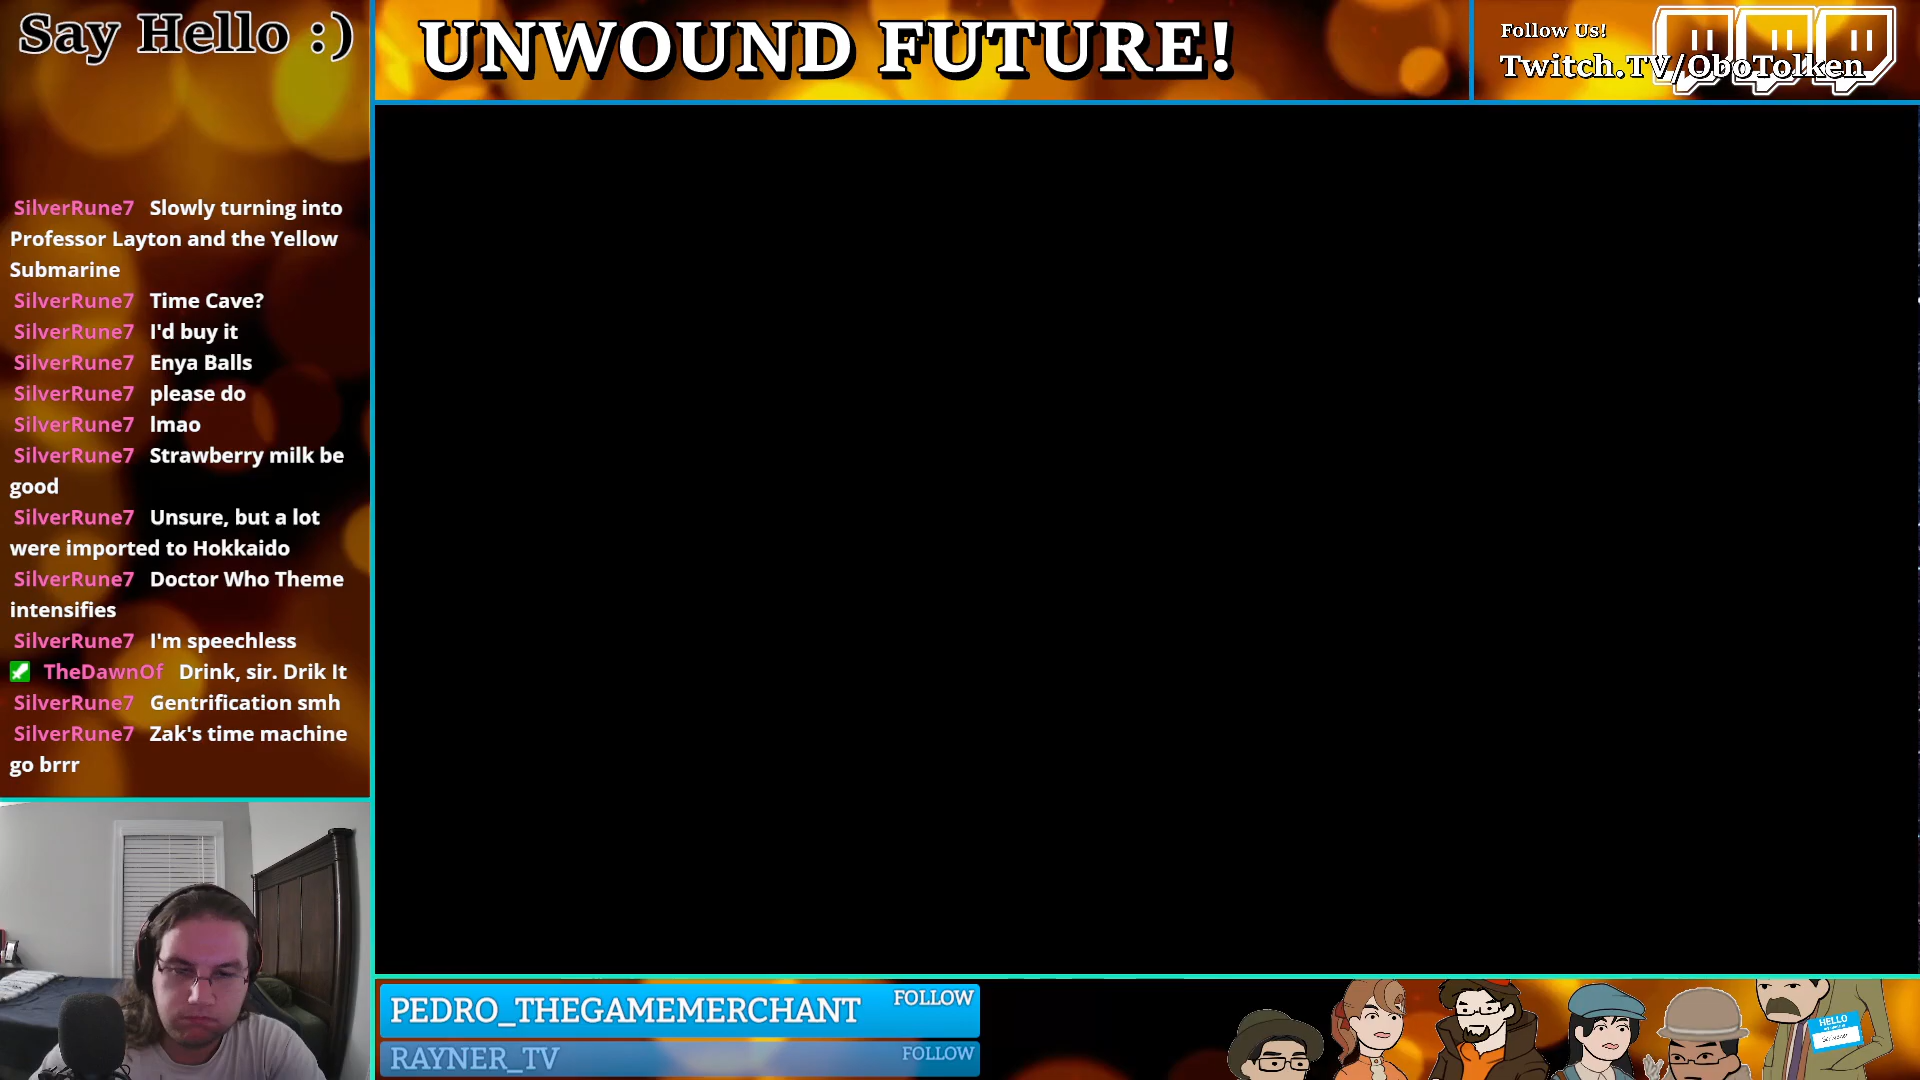 Say Hello :)
UNWOUND FUTURE!
Follow Us!
Twitch.TV/OboTolken
SilverRune7 Slowly turning into
Professor Layton and the Yellow
Submarine
SilverRune7 Time Cave?
SilverRune7 I'd buy it
SilverRune7 Enya Balls
SilverRune7 please do
SilverRune7 lmao
SilverRune7 Strawberry milk be
good
SilverRune7 Unsure, but a lot
were imported to Hokkaido
SilverRune7 Doctor Who Theme
intensifies
SilverRune7 I'm speechless
TheDawnOf Drink, sir. Drik It
SilverRune7 Gentrification smh
SilverRune7 Zak's time machine
go brrr
PEDRO_THEGAMEMERCHANT FOLLOW
RAYNER_TV FOLLOW
HELLO